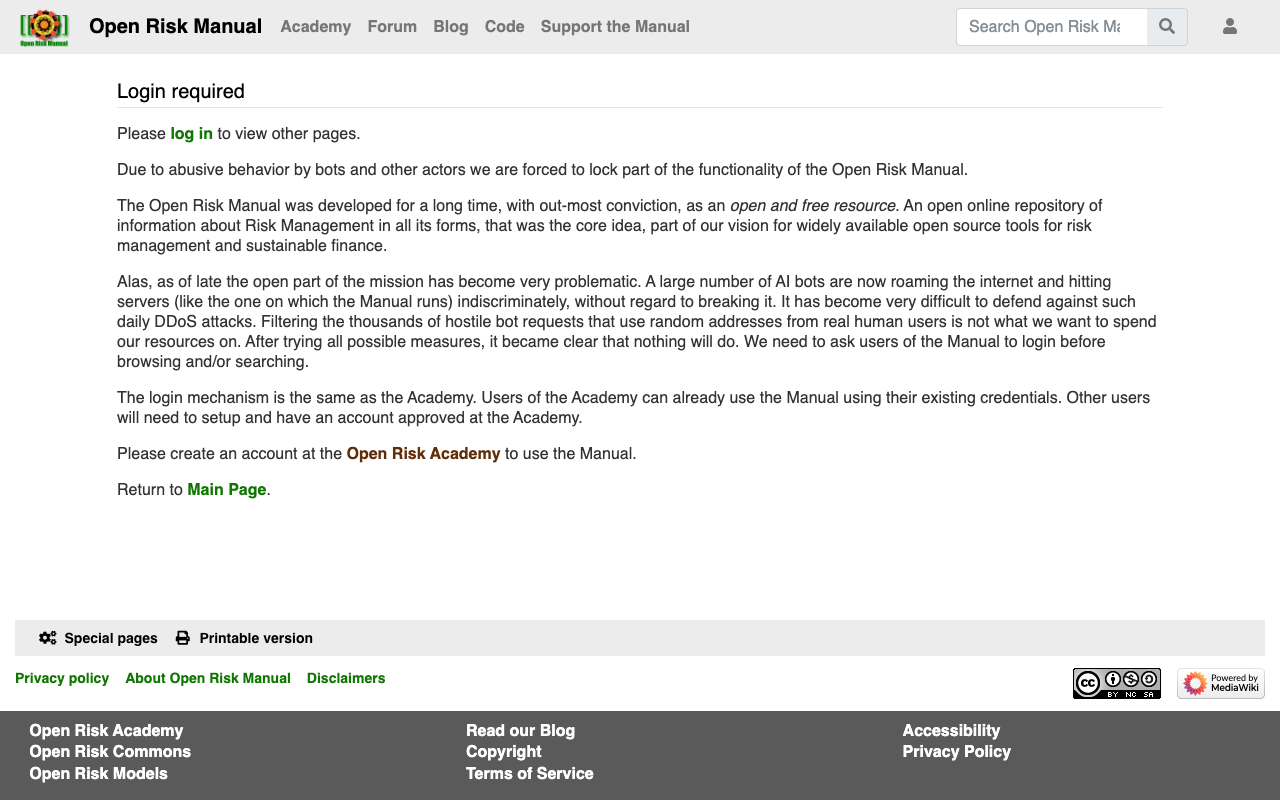 Open Risk Manual
Open Risk Manual Academy Forum Blog Code Support the Manual
Search Open Risk Ma
Login required
Please log in to view other pages.
Due to abusive behavior by bots and other actors we are forced to lock part of the functionality of the Open Risk Manual.
The Open Risk Manual was developed for a long time, with out-most conviction, as an open and free resource. An open online repository of
information about Risk Management in all its forms, that was the core idea, part of our vision for widely available open source tools for risk
management and sustainable finance.
Alas, as of late the open part of the mission has become very problematic. A large number of AI bots are now roaming the internet and hitting
servers (like the one on which the Manual runs) indiscriminately, without regard to breaking it. It has become very difficult to defend against such
daily DDoS attacks. Filtering the thousands of hostile bot requests that use random addresses from real human users is not what we want to spend
our resources on. After trying all possible measures, it became clear that nothing will do. We need to ask users of the Manual to login before
browsing and/or searching.
The login mechanism is the same as the Academy. Users of the Academy can already use the Manual using their existing credentials. Other users
will need to setup and have an account approved at the Academy.
Please create an account at the Open Risk Academy to use the Manual.
Return to Main Page.
Special pages Printable version
Privacy policy About Open Risk Manual Disclaimers
cc BY NC SA
Powered by
MediaWiki
Open Risk Academy
Open Risk Commons
Open Risk Models
Read our Blog
Copyright
Terms of Service
Accessibility
Privacy Policy